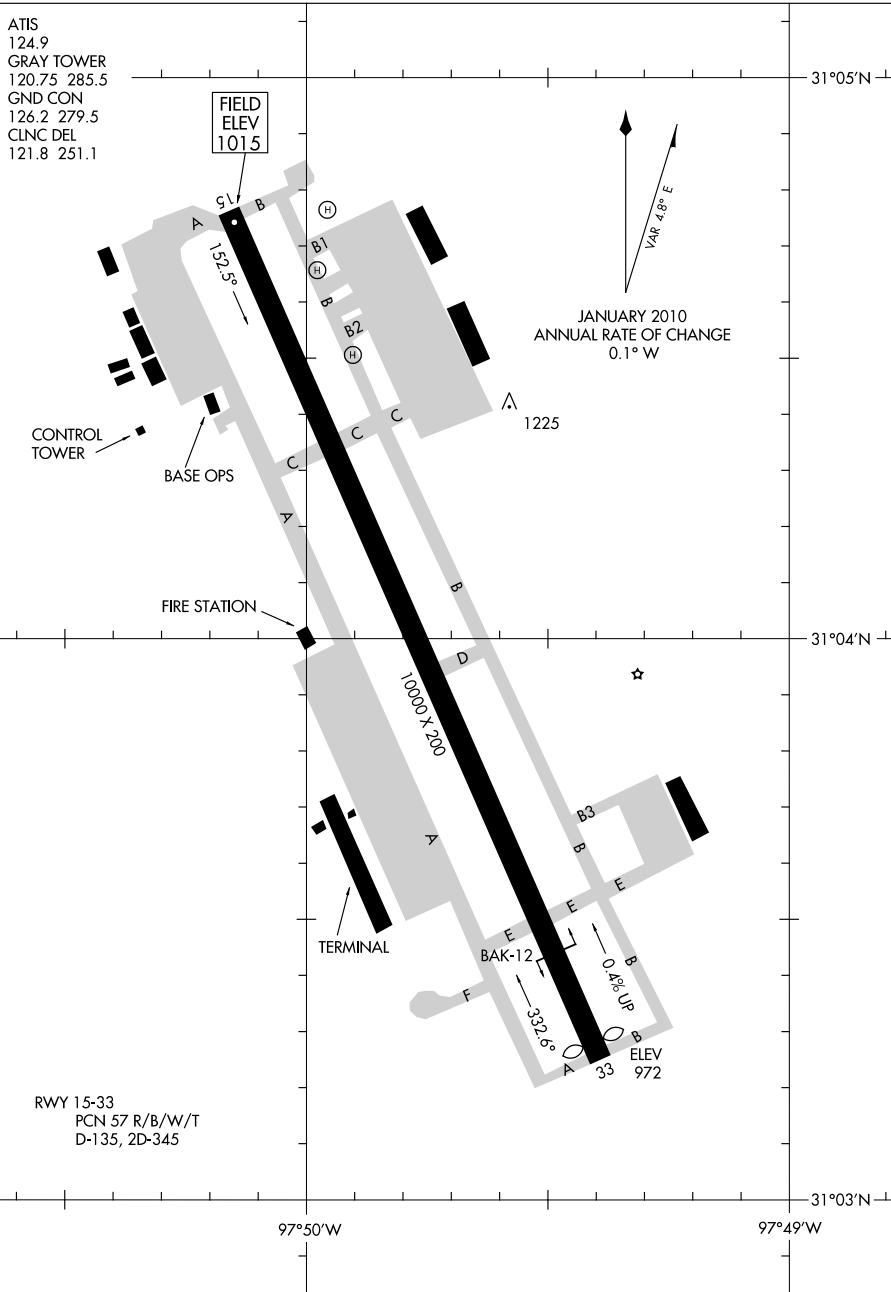 ATIS
124.9
GRAY TOWER
120.75 285.5
GND CON
126.2 279.5
CLNC DEL
121.8 251.1
31°05'N
FIELD
ELEV
1015
VAR 4.8° E
JANUARY 2010
ANNUAL RATE OF CHANGE
0.1° W
15
A
B
H
B1
152.5°
H
B
B2
H
1225
CONTROL
TOWER
BASE OPS
C
C
C
A
B
FIRE STATION
31°04'N
D
10000 X 200
B3
A
B
E
E
E
TERMINAL
BAK-12
B
0.4% UP
F
332.6°
B
A
33
ELEV
972
RWY 15-33
PCN 57 R/B/W/T
D-135, 2D-345
31°03'N
97°50'W
97°49'W